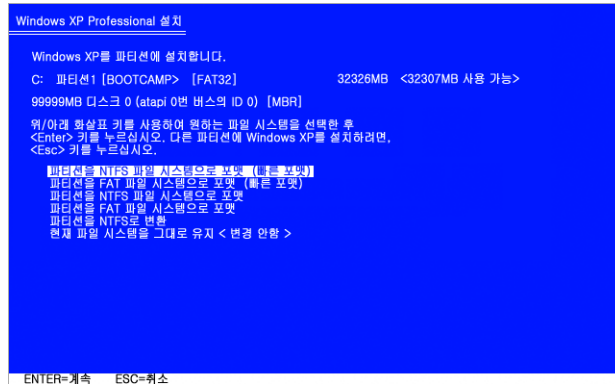 Windows XP Professional 설치
Windows XP를 파티션에 설치합니다.
C: 파티션1 [BOOTCAMP> [FAT32] 32326MB <32307MB 사용 가능>
99999MB 디스크 0 (atapi 0번 버스의 ID 0) [MBR]
위/아래 화살표 키를 사용하여 원하는 파일 시스템을 선택한 후
<Enter> 키를 누르십시오. 다른 파티션에 Windows XP를 설치하려면,
<Esc> 키를 누르십시오.
파티션을 NTFS 파일 시스템으로 포맷 (빠른 포맷)
파티션을 FAT 파일 시스템으로 포맷 (빠른 포맷)
파티션을 NTFS 파일 시스템으로 포맷
파티션을 FAT 파일 시스템으로 포맷
파티션을 NTFS로 변환
현재 파일 시스템을 그대로 유지 < 변경 안함 >
ENTER=계속 ESC=취소